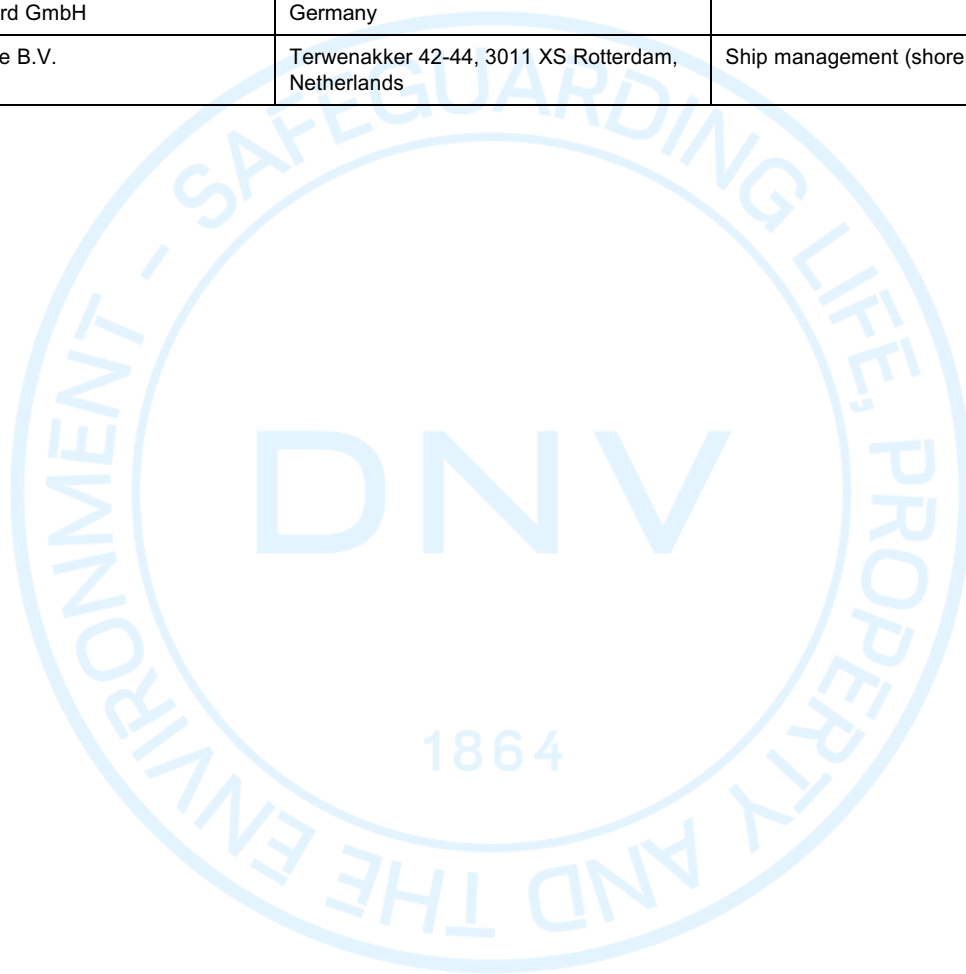 rd GmbH
Germany
e B.V.
Terwenakker 42-44, 3011 XS Rotterdam,
Netherlands
Ship management (shore
SAFEGUARDING LIFE, PROPERTY AND THE ENVIRONMENT -
DNV
1864